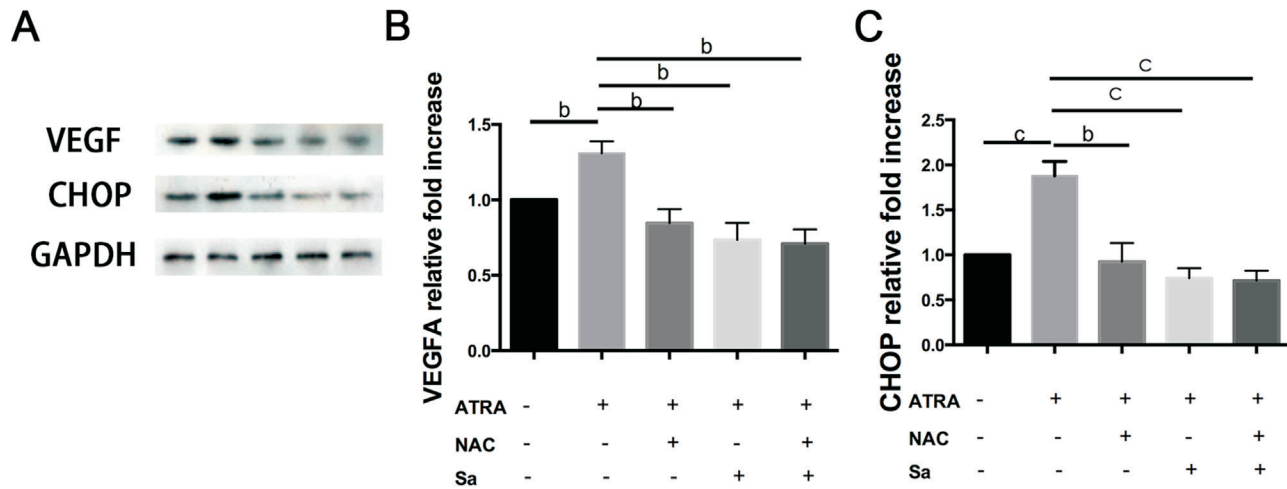 A
VEGF
CHOP
GAPDH
B
VEGFA relative fold increase
1.5
1.0
0.5
0.0
b
b
b
b
ATRA - + + + +
NAC - - + - +
Sa - - - + +
C
CHOP relative fold increase
2.5
2.0
1.5
1.0
0.5
0.0
C
C
c
b
ATRA - + + + +
NAC - - + - +
Sa - - - + +